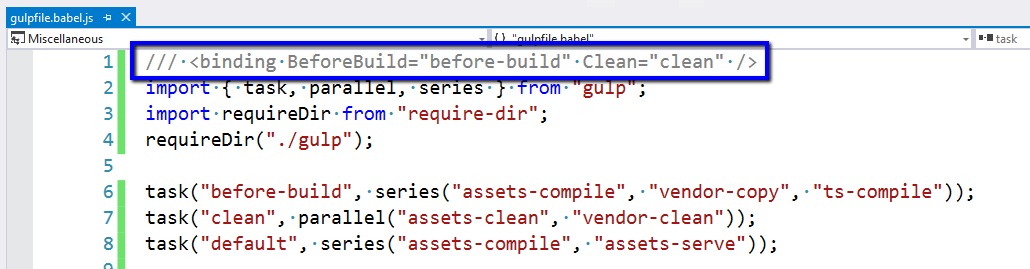 gulpfile.babel.js
Miscellaneous
{} "gulpfile.babel"
task
1 /// <binding BeforeBuild="before-build" Clean="clean" />
2 import { task, parallel, series } from "gulp";
3 import requireDir from "require-dir";
4 requireDir("./gulp");
5
6 task("before-build", series("assets-compile", "vendor-copy", "ts-compile"));
7 task("clean", parallel("assets-clean", "vendor-clean"));
8 task("default", series("assets-compile", "assets-serve"));
9